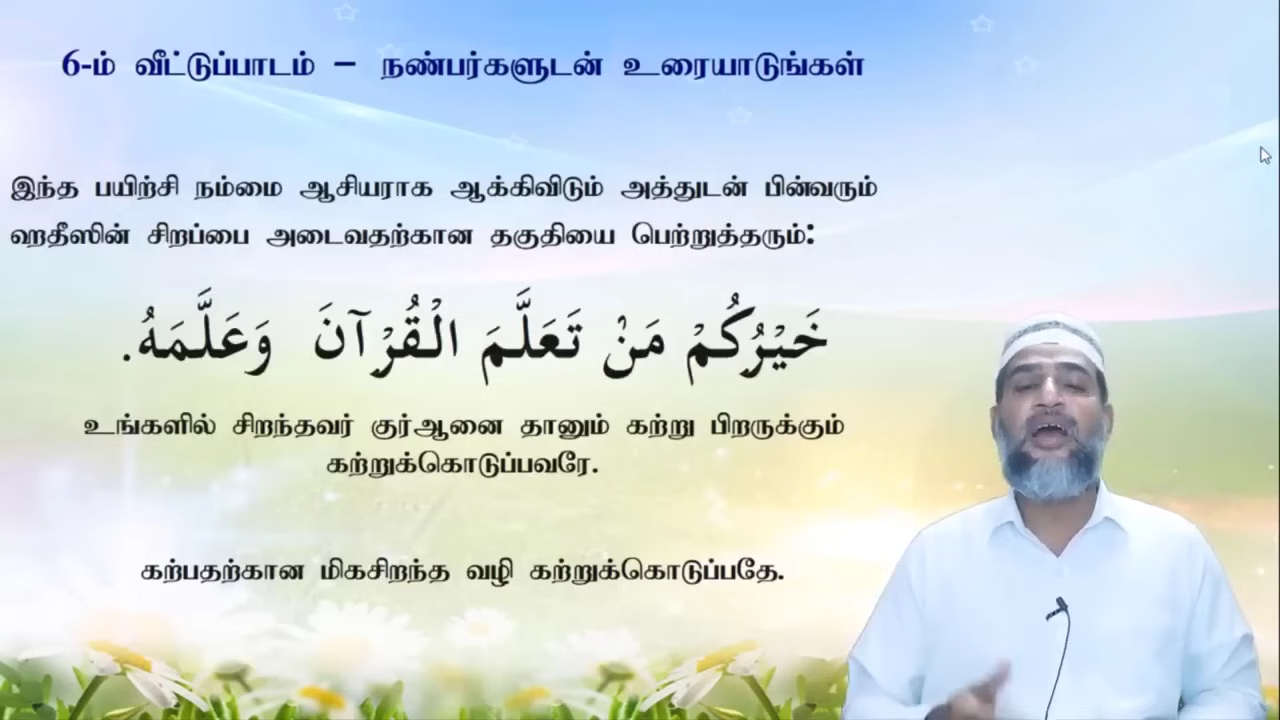 6-ம் வீட்டுப்பாடம் – நண்பர்களுடன் உரையாடுங்கள்
இந்த பயிற்சி நம்மை ஆசியராக ஆக்கிவிடும் அத்துடன் பின்வரும்
ஹதீஸின் சிறப்பை அடைவதற்கான தகுதியை பெற்றுத்தரும்:
خَيْرُكُمْ مَنْ تَعَلَّمَ الْقُرْآنَ وَعَلَّمَهُ.
உங்களில் சிறந்தவர் குர்ஆனை தானும் கற்று பிறருக்கும்
கற்றுக்கொடுப்பவரே.
கற்பதற்கான மிகசிறந்த வழி கற்றுக்கொடுப்பதே.